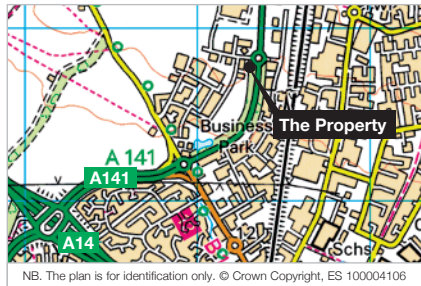 The Property
Business
Park
A 141
A141
A14
Schs
NB. The plan is for identification only. © Crown Copyright, ES 100004106